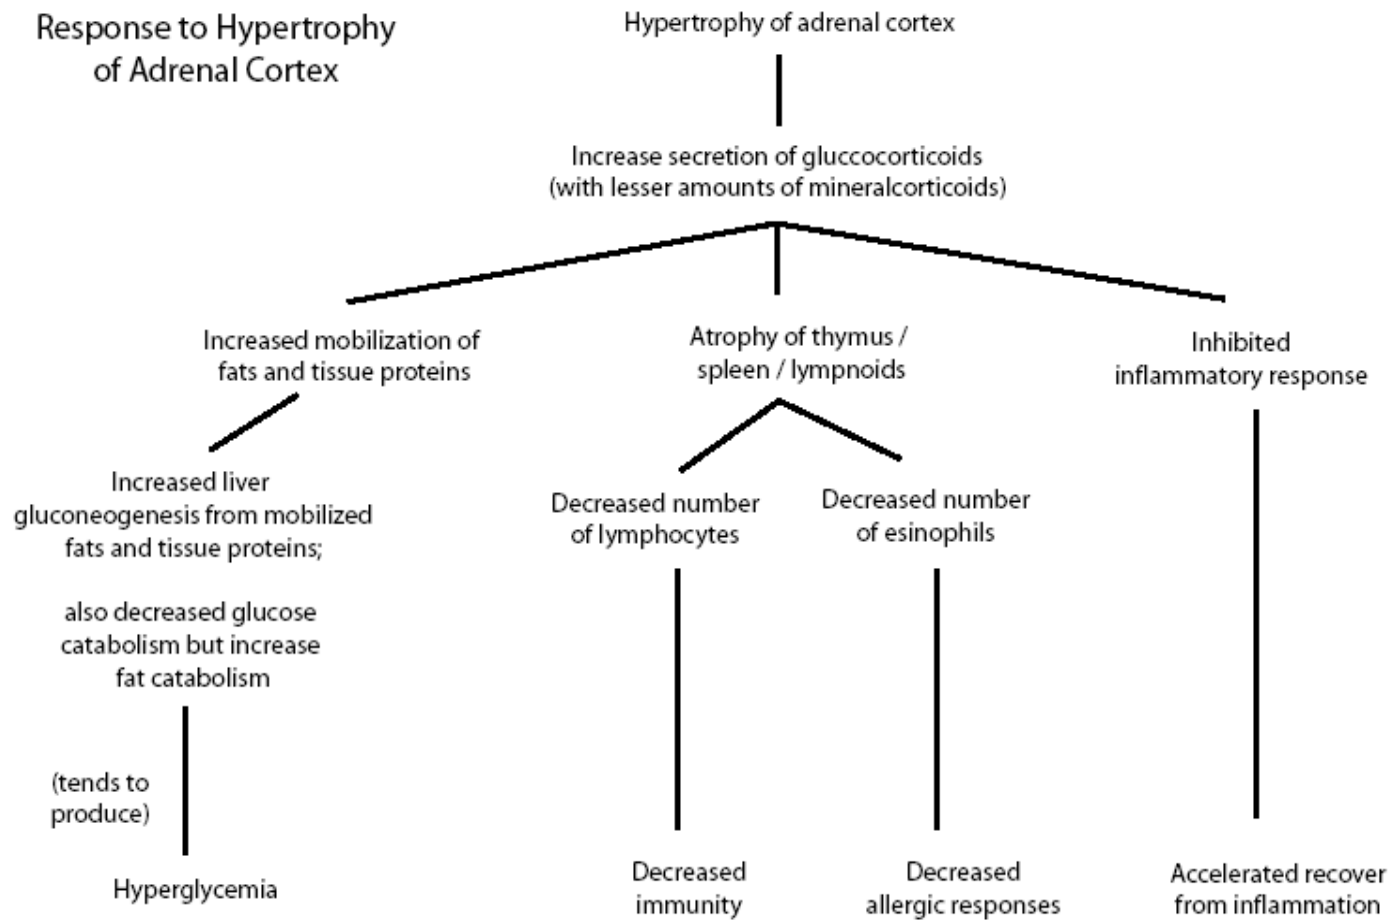 Response to Hypertrophy
of Adrenal Cortex
Hypertrophy of adrenal cortex
Increase secretion of gluccocorticoids
(with lesser amounts of mineralcorticoids)
Increased mobilization of
fats and tissue proteins
Atrophy of thymus /
spleen / lympnoids
Inhibited
inflammatory response
Increased liver
gluconeogenesis from mobilized
fats and tissue proteins;
also decreased glucose
catabolism but increase
fat catabolism
Decreased number
of lymphocytes
Decreased number
of esinophils
(tends to
produce)
Hyperglycemia
Decreased
immunity
Decreased
allergic responses
Accelerated recover
from inflammation